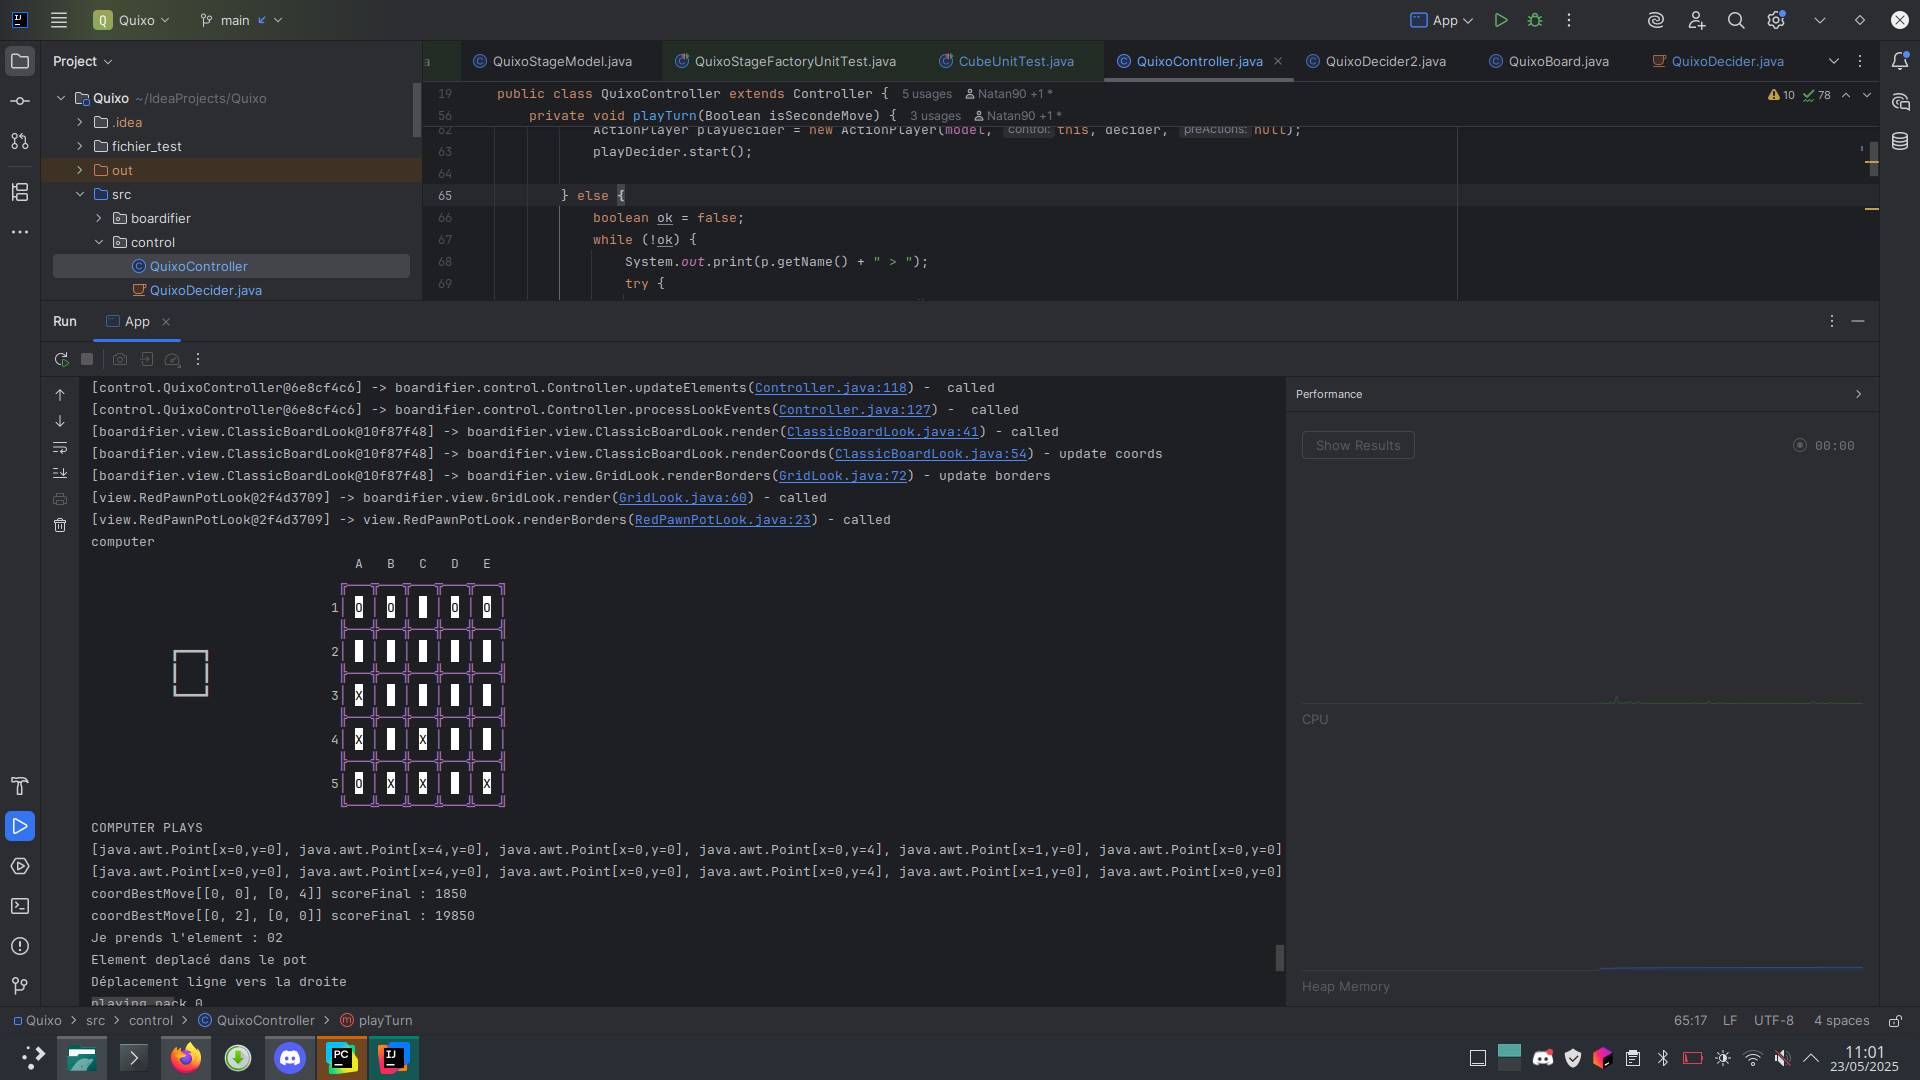 Quixo
main
App
Project
a
QuixoStageModel.java
QuixoStageFactoryUnitTest.java
CubeUnitTest.java
QuixoController.java
QuixoDecider2.java
QuixoBoard.java
QuixoDecider.java
Quixo ~/IdeaProjects/Quixo
.idea
fichier_test
out
src
boardifier
control
QuixoController
QuixoDecider.java
19 public class QuixoController extends Controller { 5 usages Natan90 +1 *
10 78
56 private void playTurn(Boolean isSecondeMove) { 3 usages Natan90 +1 *
62 ActionPlayer playDecider = new ActionPlayer(model, control: this, decider, preActions: null);
63 playDecider.start();
64
65 } else {
66 boolean ok = false;
67 while (!ok) {
68 System.out.print(p.getName() + " > ");
69 try {
Run App
[control.QuixoController@6e8cf4c6] -> boardifier.control.Controller.updateElements(Controller.java:118) - called
[control.QuixoController@6e8cf4c6] -> boardifier.control.Controller.processLookEvents(Controller.java:127) - called
[boardifier.view.ClassicBoardLook@10f87f48] -> boardifier.view.ClassicBoardLook.render(ClassicBoardLook.java:41) - called
[boardifier.view.ClassicBoardLook@10f87f48] -> boardifier.view.ClassicBoardLook.renderCoords(ClassicBoardLook.java:54) - update coords
[boardifier.view.ClassicBoardLook@10f87f48] -> boardifier.view.GridLook.renderBorders(GridLook.java:72) - update borders
[view.RedPawnPotLook@2f4d3709] -> boardifier.view.GridLook.render(GridLook.java:60) - called
[view.RedPawnPotLook@2f4d3709] -> view.RedPawnPotLook.renderBorders(RedPawnPotLook.java:23) - called
computer
A B C D E
1 O O O O
2
3 X
4 X X
5 O X X X
COMPUTER PLAYS
[java.awt.Point[x=0,y=0], java.awt.Point[x=4,y=0], java.awt.Point[x=0,y=0], java.awt.Point[x=0,y=4], java.awt.Point[x=1,y=0], java.awt.Point[x=0,y=0]
[java.awt.Point[x=0,y=0], java.awt.Point[x=4,y=0], java.awt.Point[x=0,y=0], java.awt.Point[x=0,y=4], java.awt.Point[x=1,y=0], java.awt.Point[x=0,y=0]
coordBestMove[[0, 0], [0, 4]] scoreFinal : 1850
coordBestMove[[0, 2], [0, 0]] scoreFinal : 19850
Je prends l'element : 02
Element deplacé dans le pot
Déplacement ligne vers la droite
playing pack 0
Performance
Show Results
00:00
CPU
Heap Memory
Quixo > src > control > QuixoController > playTurn
65:17 LF UTF-8 4 spaces
11:01
23/05/2025